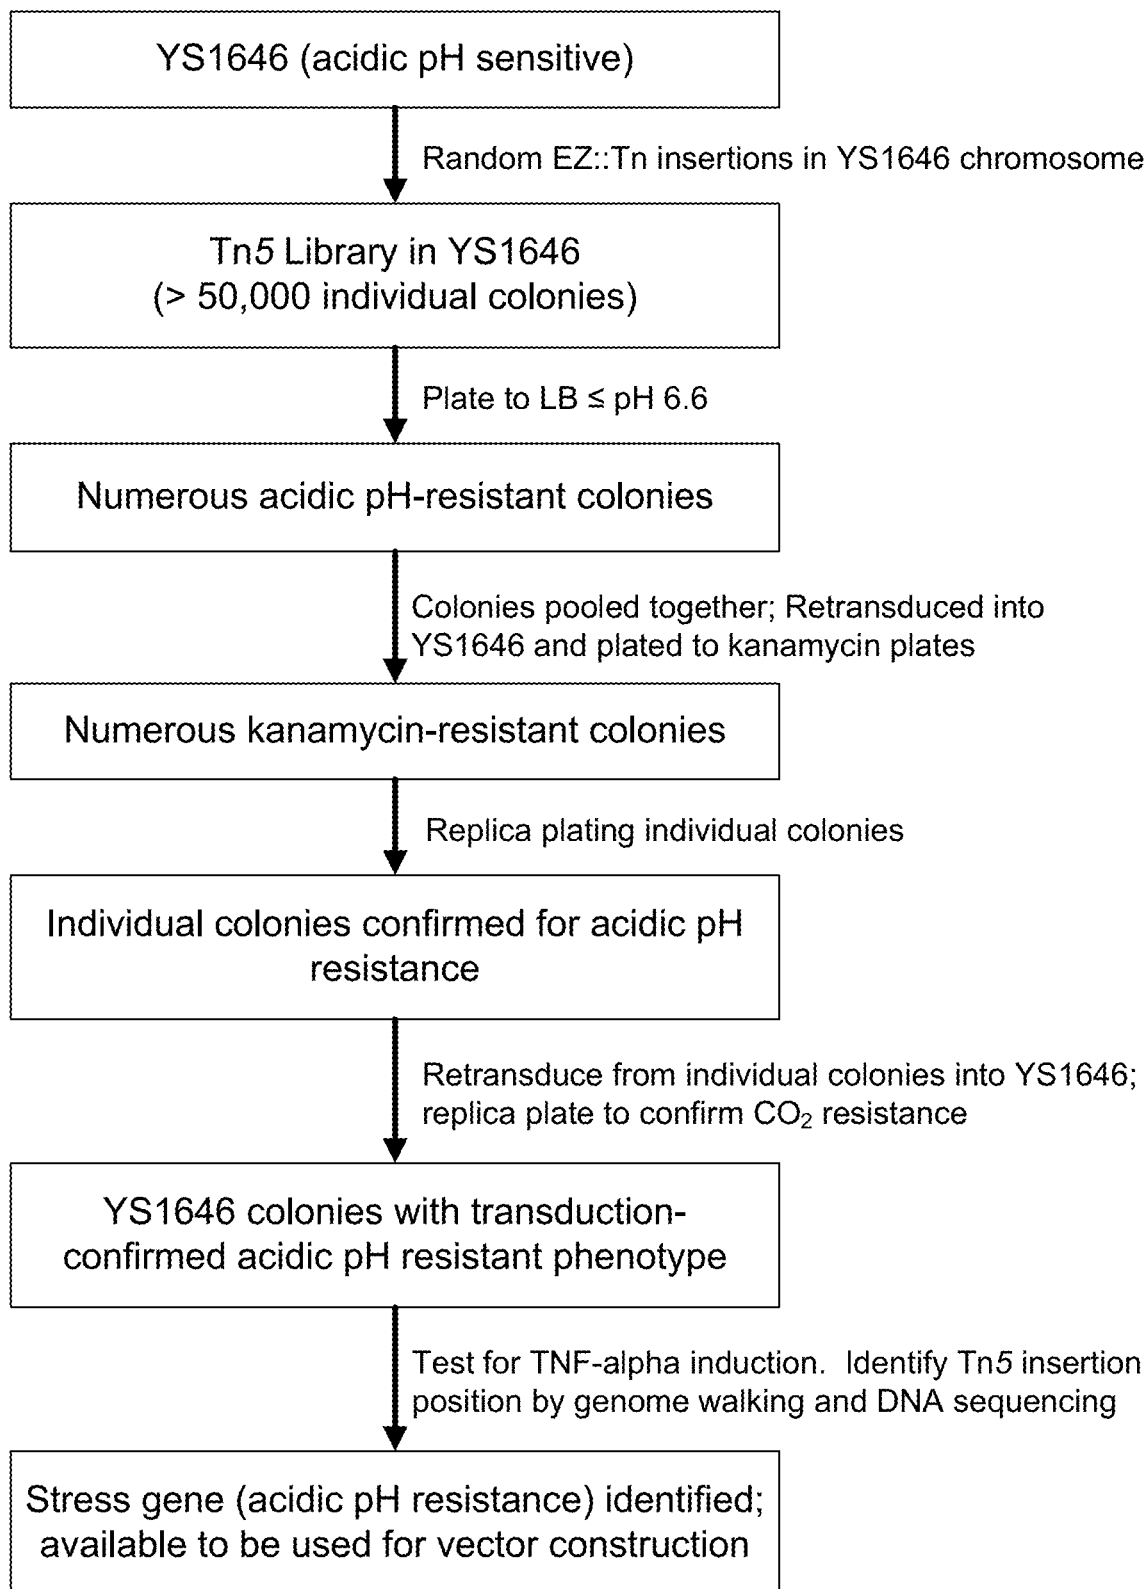 YS1646 (acidic pH sensitive)
Random EZ::Tn insertions in YS1646 chromosome
Tn5 Library in YS1646
(> 50,000 individual colonies)
Plate to LB ≤ pH 6.6
Numerous acidic pH-resistant colonies
Colonies pooled together; Retransduced into
YS1646 and plated to kanamycin plates
Numerous kanamycin-resistant colonies
Replica plating individual colonies
Individual colonies confirmed for acidic pH
resistance
Retransduce from individual colonies into YS1646;
replica plate to confirm CO₂ resistance
YS1646 colonies with transduction-
confirmed acidic pH resistant phenotype
Test for TNF-alpha induction.  Identify Tn5 insertion
position by genome walking and DNA sequencing
Stress gene (acidic pH resistance) identified;
available to be used for vector construction